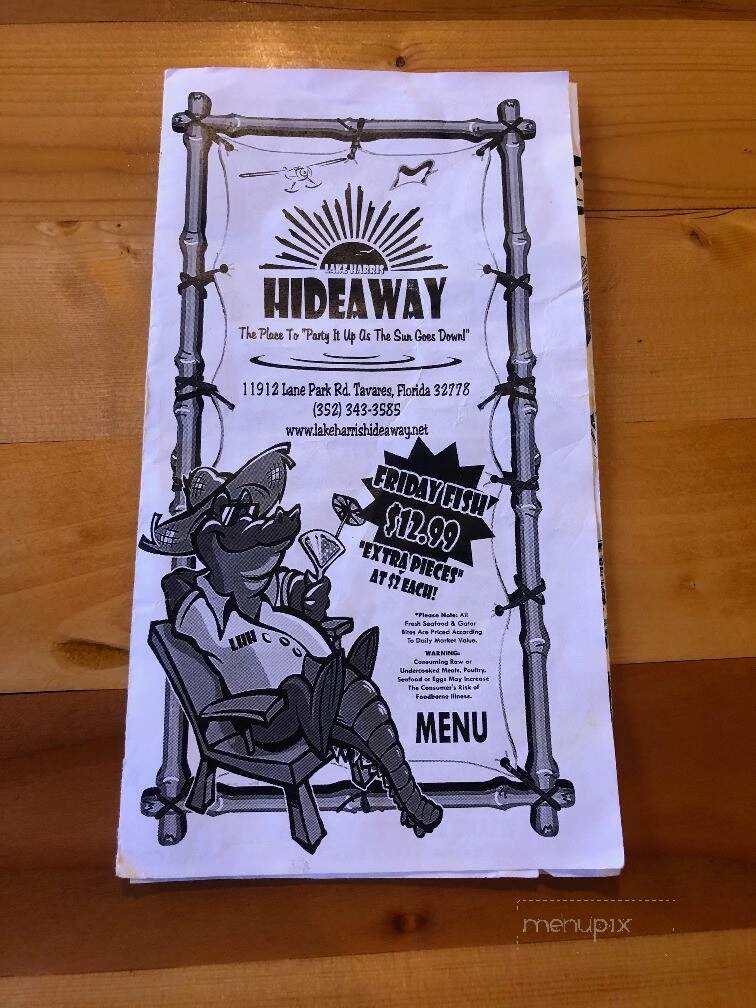 LAKE HARRIS
HIDEAWAY
The Place To "Party It Up As The Sun Goes Down!"
11912 Lane Park Rd. Tavares, Florida 32778
(352) 343-3585
www.lakeharrishideaway.net
FRIDAY FISH
$12.99
"EXTRA PIECES"
AT $2 EACH!
*Please Note: All
Fresh Seafood & Gator
Bites Are Priced According
To Daily Market Value.
WARNING:
Consuming Raw or
Undercooked Meats, Poultry,
Seafood or Eggs May Increase
The Consumer's Risk of
Foodborne Illness.
LHH
MENU
menupix